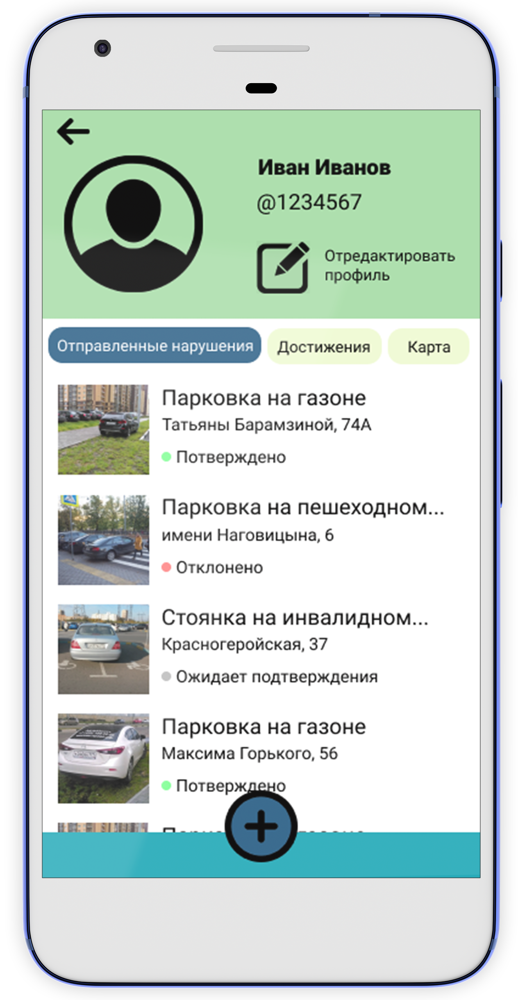 Иван Иванов
@1234567
Отредактировать
профиль
Отправленные нарушения
Достижения
Карта
Парковка на газоне
Татьяны Барамзиной, 74А
Потверждено
Парковка на пешеходном...
имени Наговицына, 6
Отклонено
Стоянка на инвалидном...
Красногеройская, 37
Ожидает подтверждения
Парковка на газоне
Максима Горького, 56
Потверждено